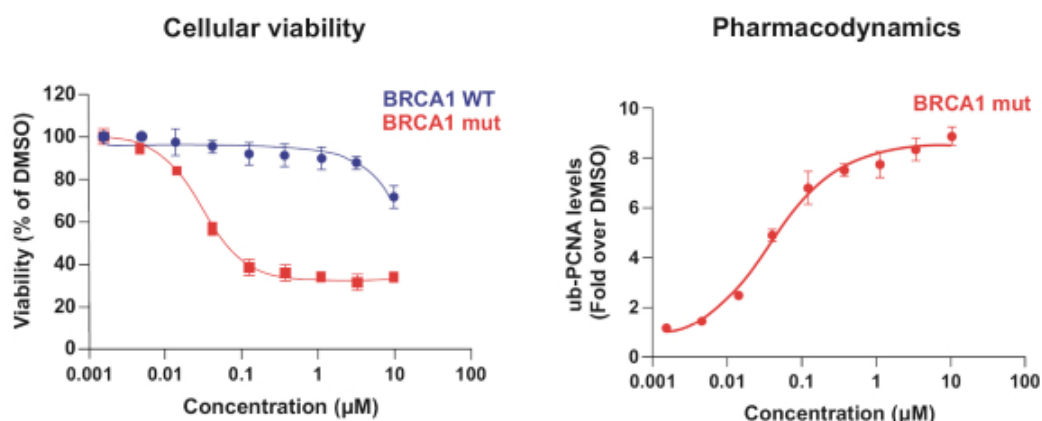 Cellular viability
BRCA1 WT
BRCA1 mut
Viability (% of DMSO)
120
100
80
60
40
20
0
0.001
0.01
0.1
1
10
100
Concentration (µM)
Pharmacodynamics
BRCA1 mut
ub-PCNA levels
(Fold over DMSO)
10
8
6
4
2
0
0.001
0.01
0.1
1
10
100
Concentration (µM)